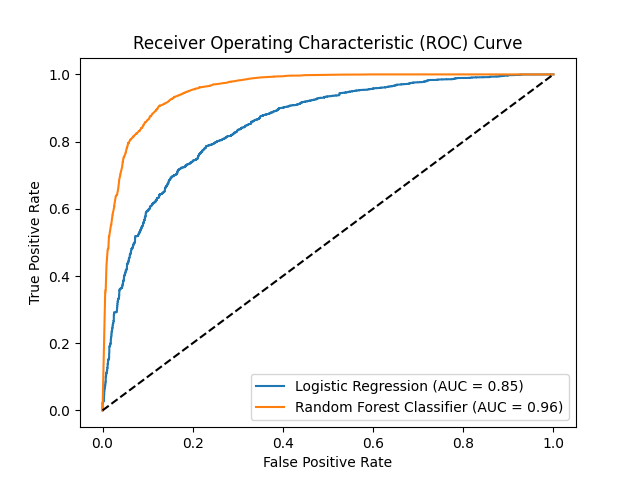 Receiver Operating Characteristic (ROC) Curve
1.0
0.8
0.6
0.4
0.2
0.0
True Positive Rate
Logistic Regression (AUC = 0.85)
Random Forest Classifier (AUC = 0.96)
0.0 0.2 0.4 0.6 0.8 1.0
False Positive Rate